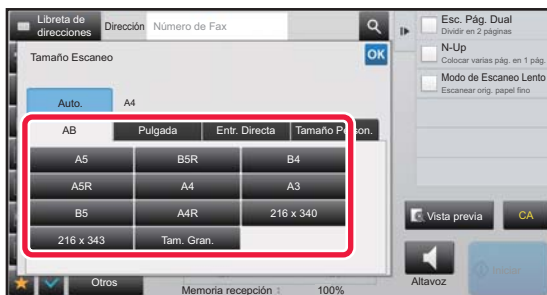 Libreta de direcciones
Dirección
Número de Fax
Tamaño Escaneo
OK
Auto.
A4
AB
Pulgada
Entr. Directa
Tamaño Person.
A5
B5R
B4
A5R
A4
A3
B5
A4R
216 x 340
216 x 343
Tam. Gran.
Otros
Memoria recepción :
100%
Esc. Pág. Dual
Dividir en 2 páginas
N-Up
Colocar varias pág. en 1 pág.
Modo de Escaneo Lento
Escanear orig. papel fino
Vista previa
CA
Altavoz
Inicio